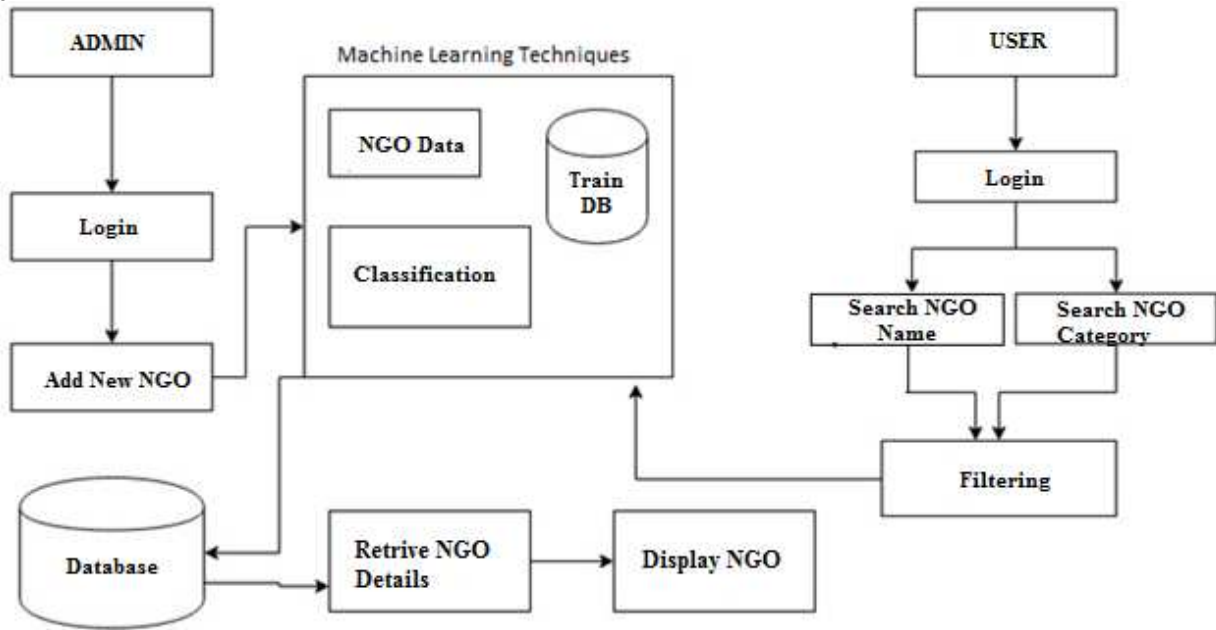 ADMIN
Machine Learning Techniques
USER
NGO Data
Train
DB
Login
Login
Classification
Search NGO
Name
Search NGO
Category
Add New NGO
Filtering
Database
Retrive NGO
Details
Display NGO